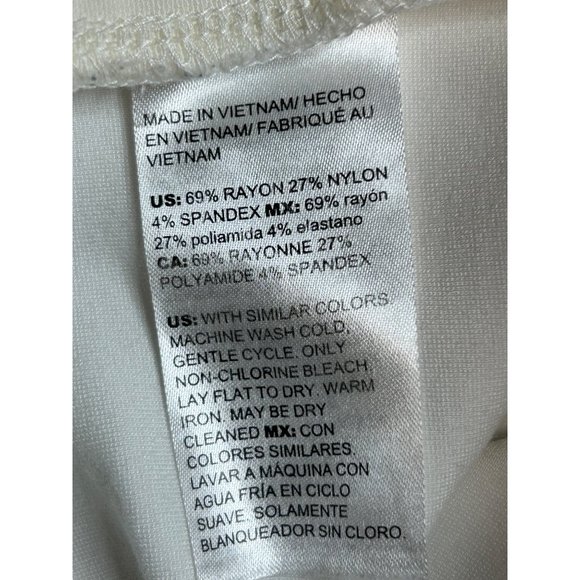 MADE IN VIETNAM/ HECHO
EN VIETNAM/ FABRIQUÉ AU
VIETNAM
US: 69% RAYON 27% NYLON
4% SPANDEX MX: 69% rayón
27% poliamida 4% elastano
CA: 69% RAYONNE 27%
POLYAMIDE 4% SPANDEX
US: WITH SIMILAR COLORS.
MACHINE WASH COLD,
GENTLE CYCLE. ONLY
NON-CHLORINE BLEACH.
LAY FLAT TO DRY. WARM
IRON. MAY BE DRY
CLEANED MX: CON
COLORES SIMILARES.
LAVAR A MÁQUINA CON
AGUA FRÍA EN CICLO
SUAVE. SOLAMENTE
BLANQUEADOR SIN CLORO.